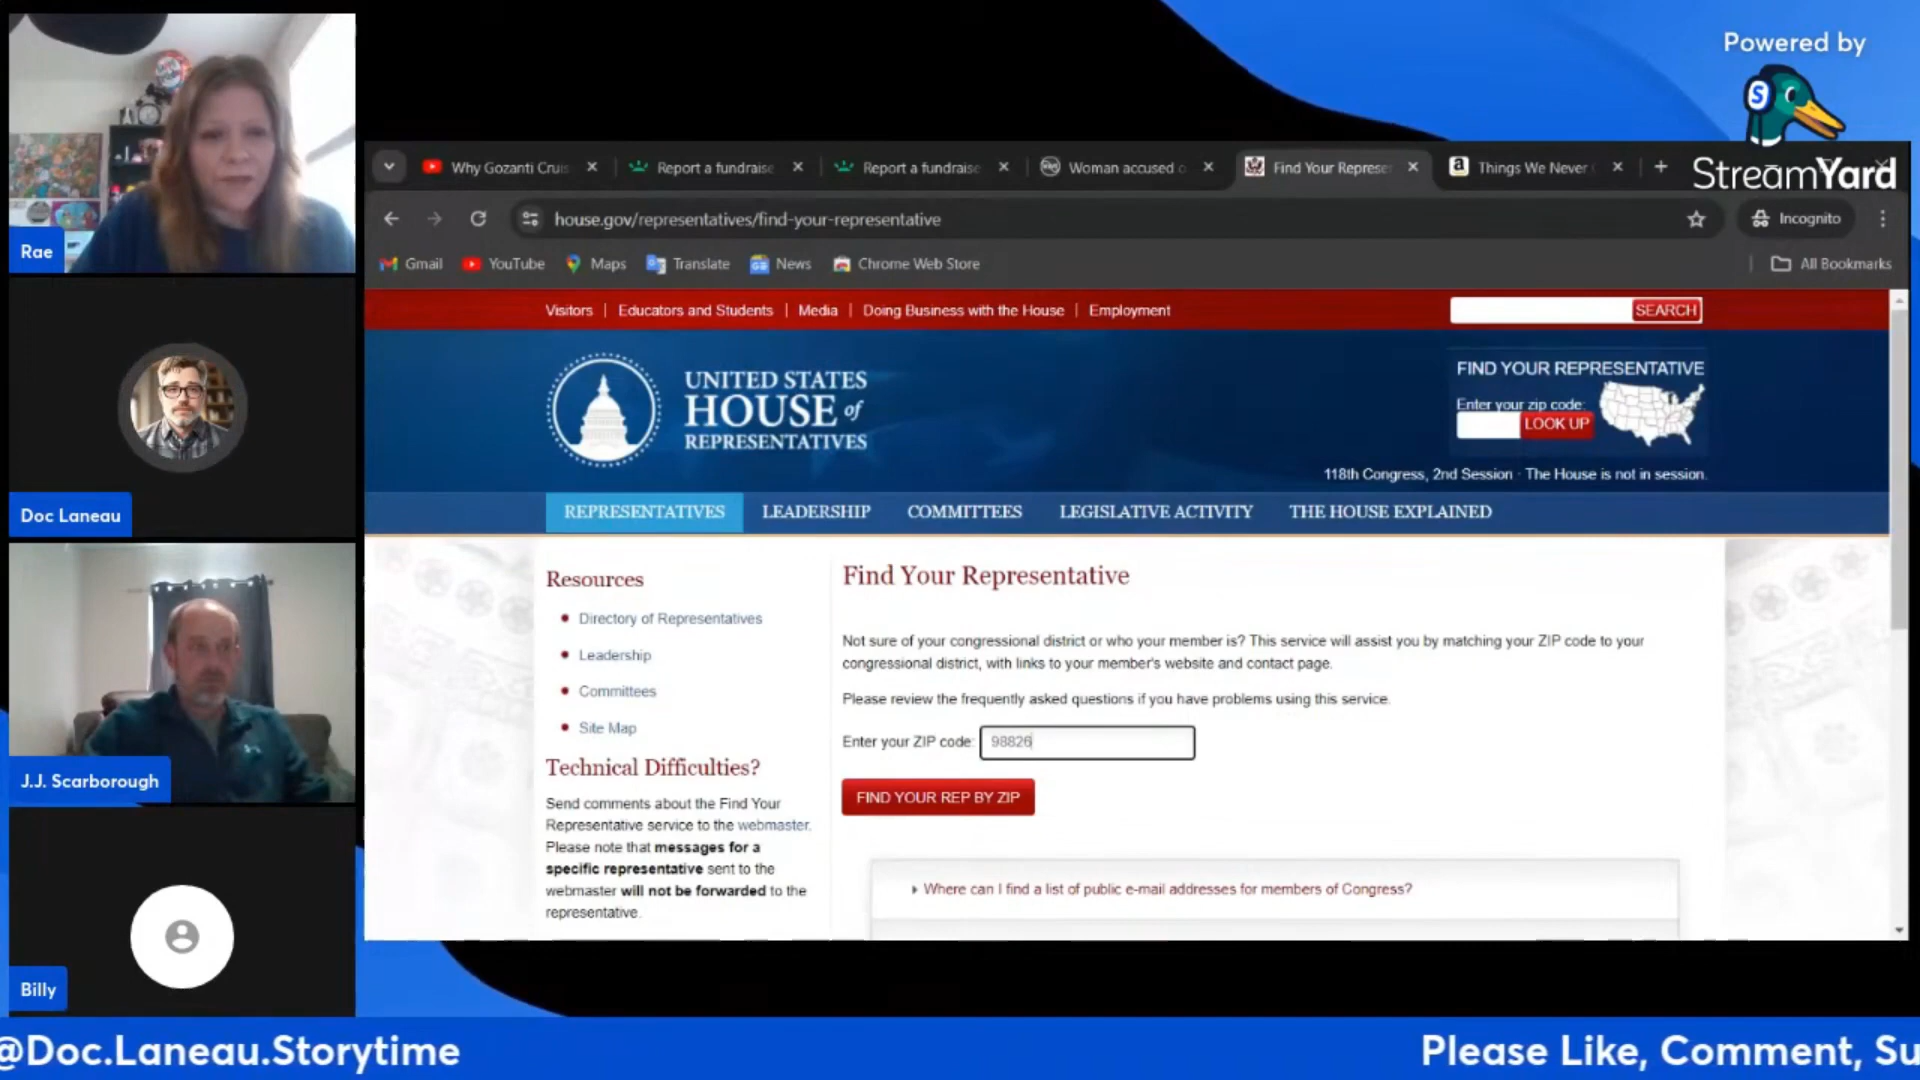 Powered by
StreamYard
Rae
Doc Laneau
J.J. Scarborough
Billy
Why Gozanti Cruis
Report a fundraise
Report a fundraise
Woman accused o
Find Your Represe
Things We Never
house.gov/representatives/find-your-representative
Incognito
Gmail
YouTube
Maps
Translate
News
Chrome Web Store
All Bookmarks
Visitors | Educators and Students | Media | Doing Business with the House | Employment
SEARCH
UNITED STATES
HOUSE of
REPRESENTATIVES
FIND YOUR REPRESENTATIVE
Enter your zip code:
LOOK UP
118th Congress, 2nd Session · The House is not in session.
REPRESENTATIVES LEADERSHIP COMMITTEES LEGISLATIVE ACTIVITY THE HOUSE EXPLAINED
Resources
Directory of Representatives
Leadership
Committees
Site Map
Technical Difficulties?
Send comments about the Find Your
Representative service to the webmaster.
Please note that messages for a
specific representative sent to the
webmaster will not be forwarded to the
representative.
Find Your Representative
Not sure of your congressional district or who your member is? This service will assist you by matching your ZIP code to your
congressional district, with links to your member's website and contact page.
Please review the frequently asked questions if you have problems using this service.
Enter your ZIP code: 98826
FIND YOUR REP BY ZIP
Where can I find a list of public e-mail addresses for members of Congress?
@Doc.Laneau.Storytime
Please Like, Comment, Su